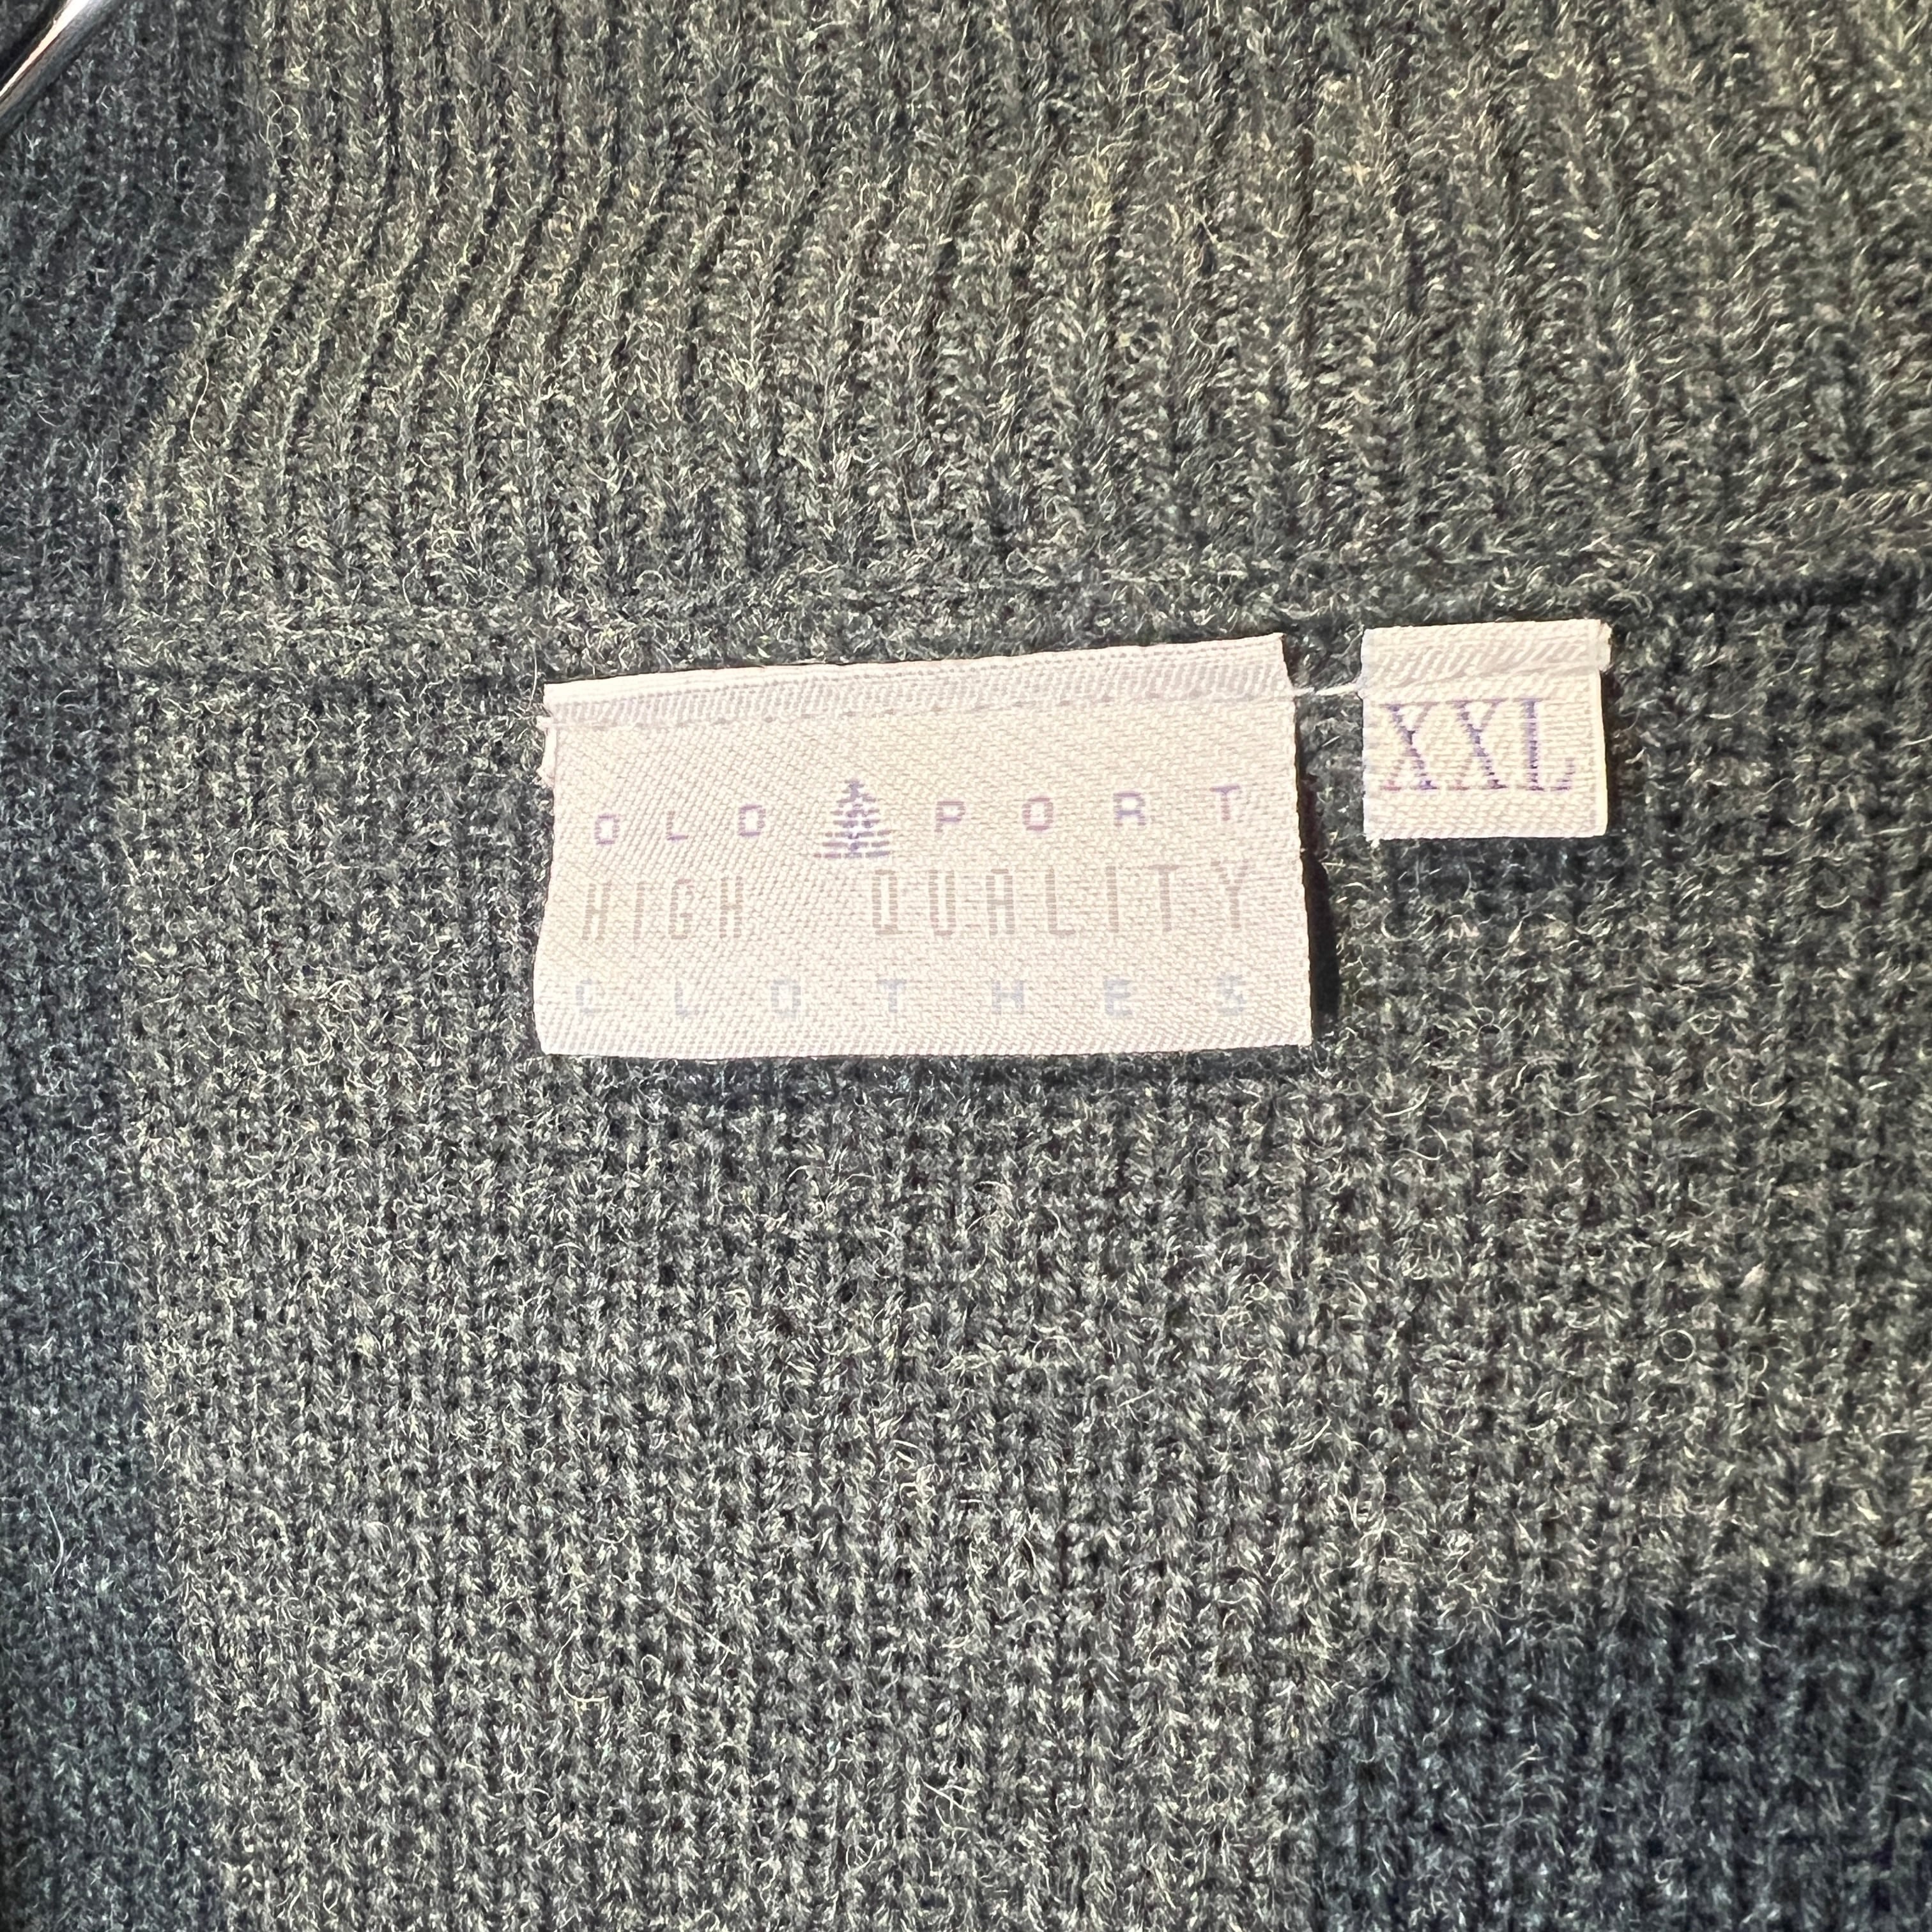 OLD PORT
HIGH QUALITY
CLOTHES
XXL